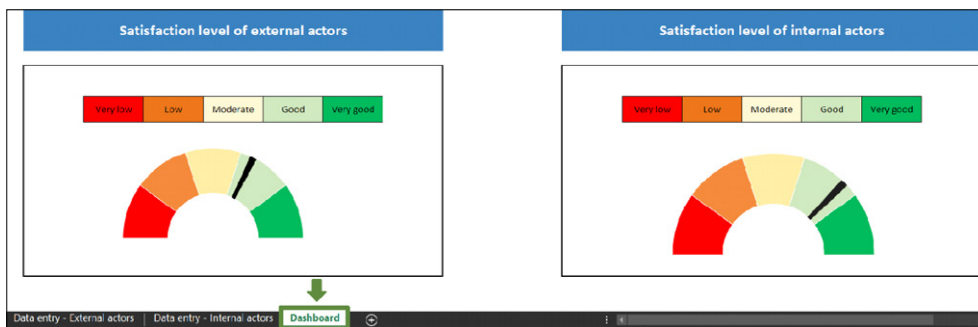 Satisfaction level of external actors
Satisfaction level of internal actors
Very low Low Moderate Good Very good
Very low Low Moderate Good Very good
Data entry - External actors Data entry - Internal actors Dashboard